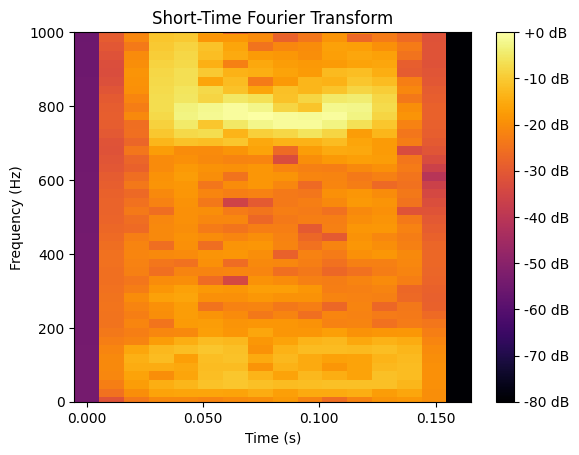 Short-Time Fourier Transform
Frequency (Hz)
1000
800
600
400
200
0
0.000
0.050
0.100
0.150
Time (s)
+0 dB
-10 dB
-20 dB
-30 dB
-40 dB
-50 dB
-60 dB
-70 dB
-80 dB